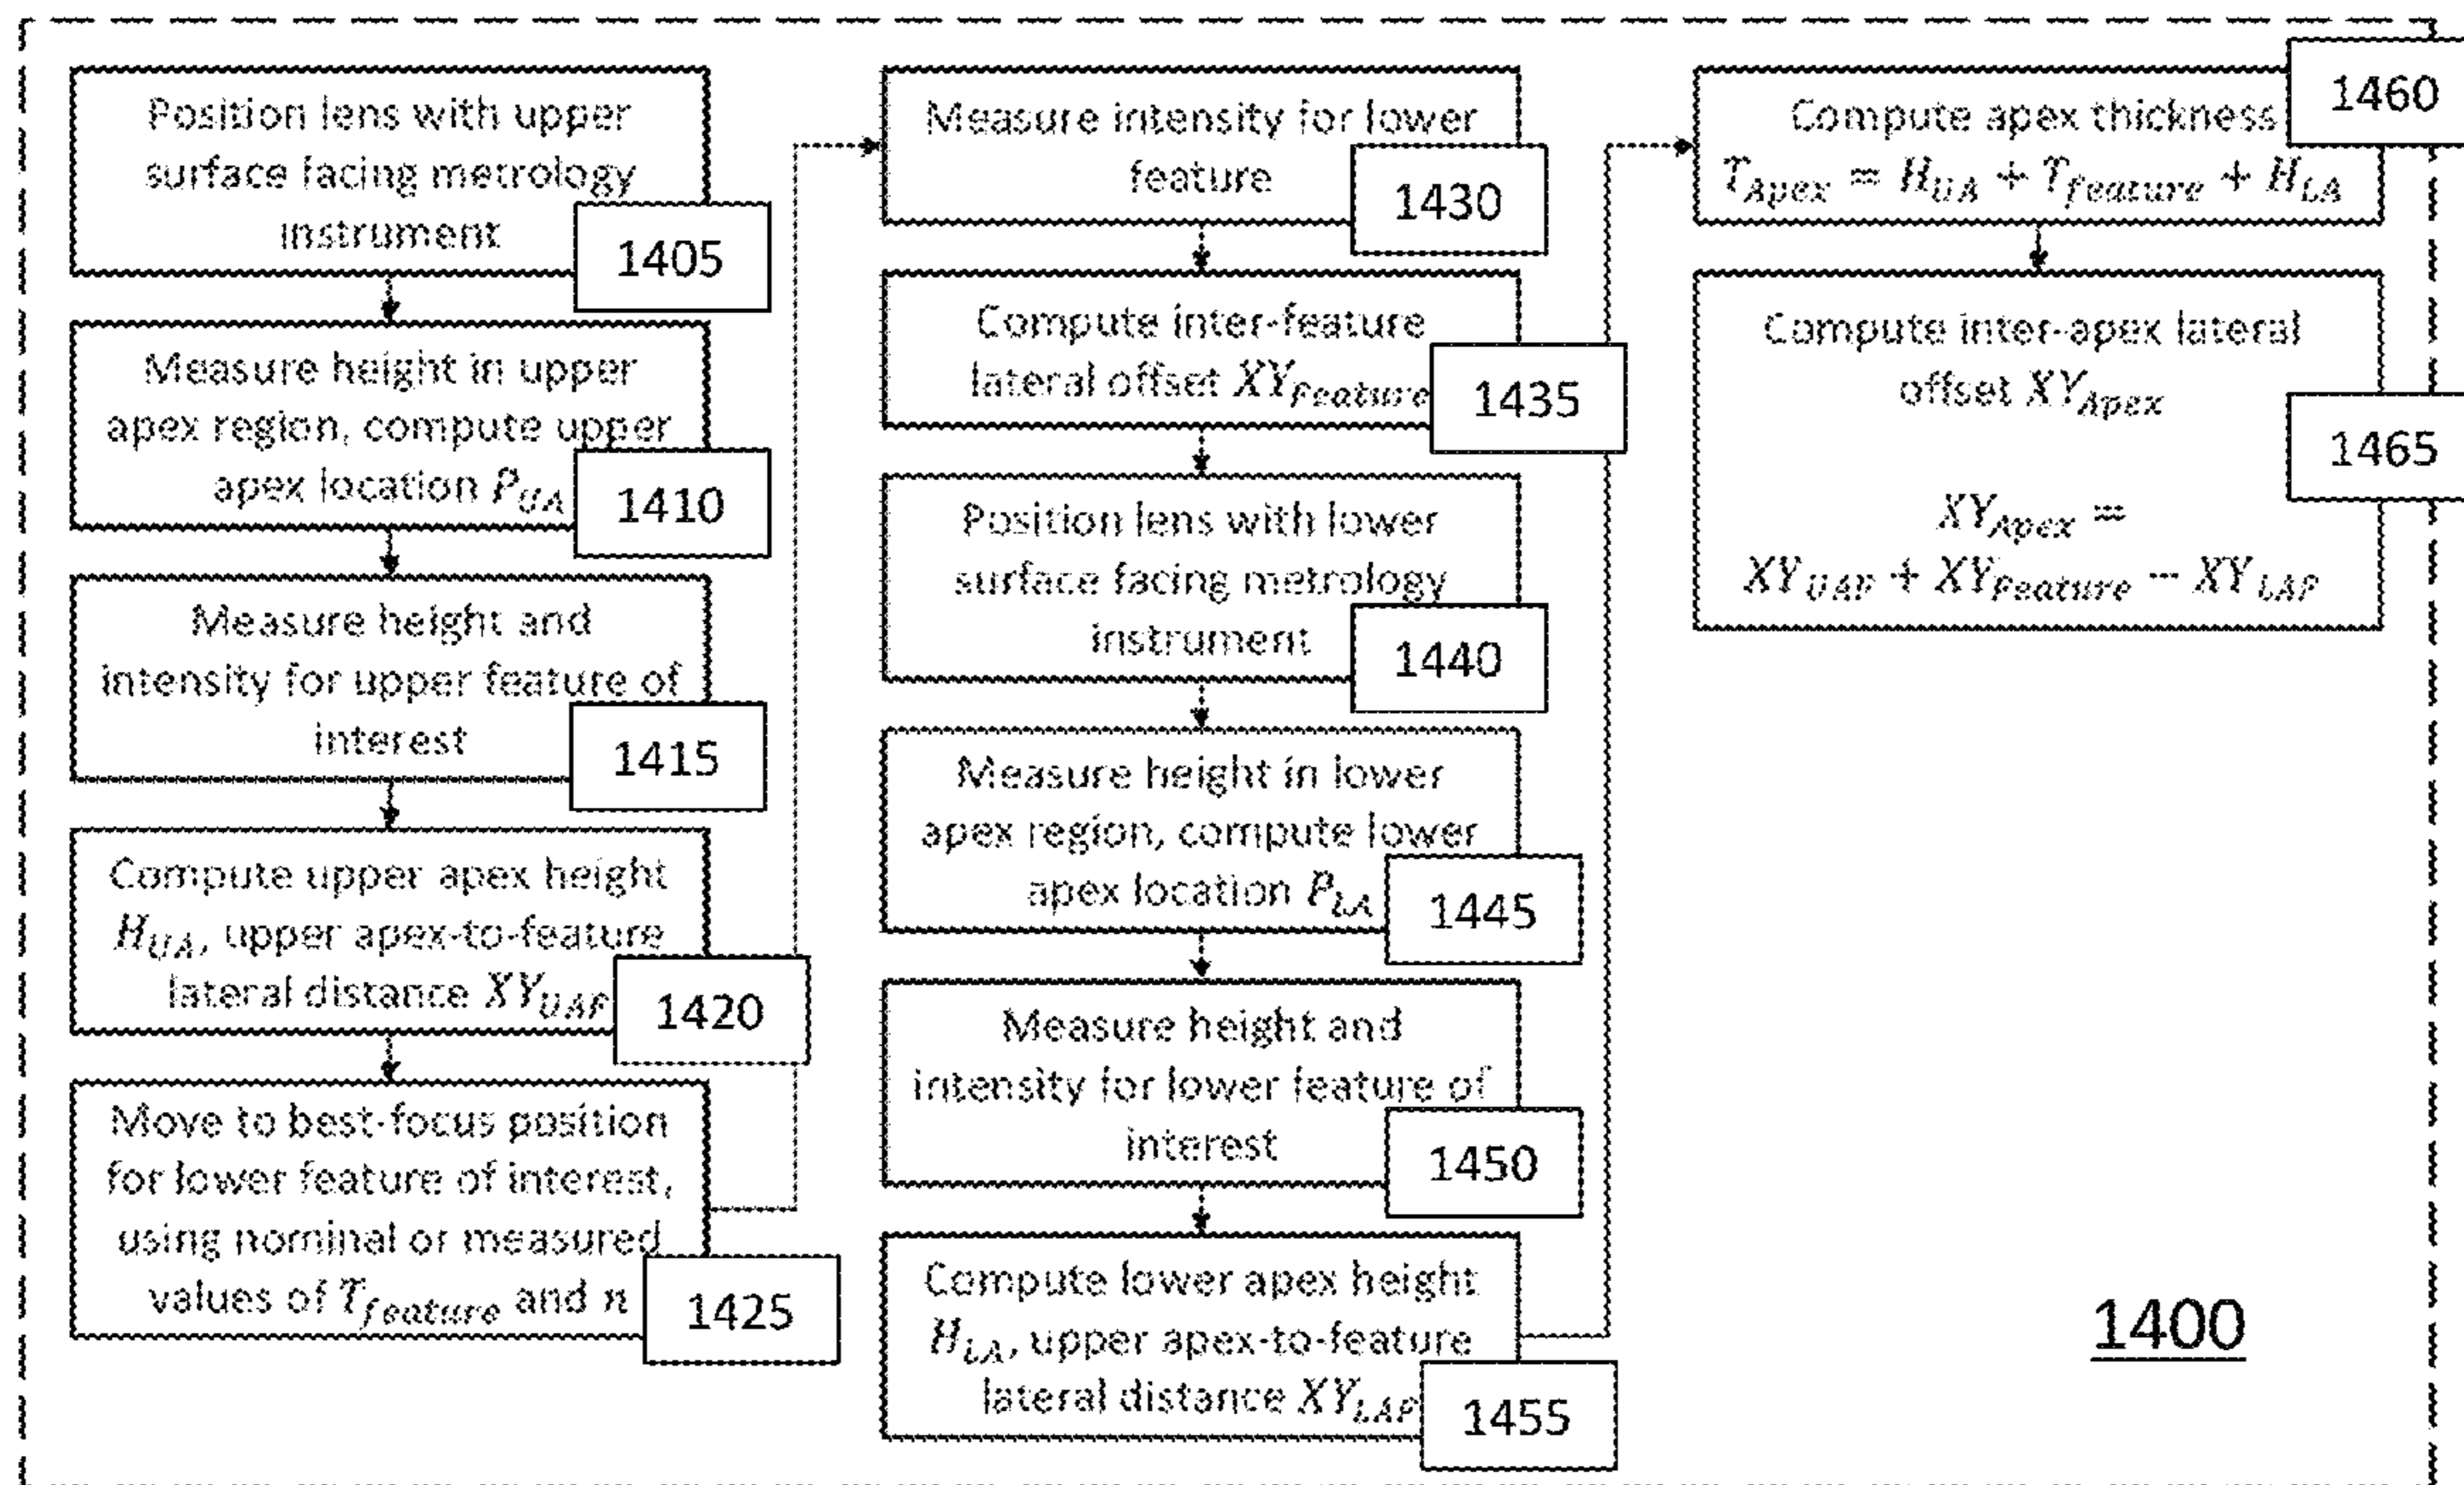 Position lens with upper
surface facing metrology
instrument
1405
Measure height in upper
apex region, compute upper
apex location P_UA
1410
Measure height and
intensity for upper feature of
interest
1415
Compute upper apex height
H_UA, upper apex-to-feature
lateral distance XY_UAF
1420
Move to best-focus position
for lower feature of interest,
using nominal or measured
values of T_feature and n
1425
Measure intensity for lower
feature
1430
Compute inter-feature
lateral offset XY_Feature
1435
Position lens with lower
surface facing metrology
instrument
1440
Measure height in lower
apex region, compute lower
apex location P_LA
1445
Measure height and
intensity for lower feature of
interest
1450
Compute lower apex height
H_LA, upper apex-to-feature
lateral distance XY_LAF
1455
Compute apex thickness
T_Apex = H_UA + T_feature + H_LA
1460
Compute inter-apex lateral
offset XY_Apex
XY_Apex =
XY_UAF + XY_Feature − XY_LAF
1465
1400